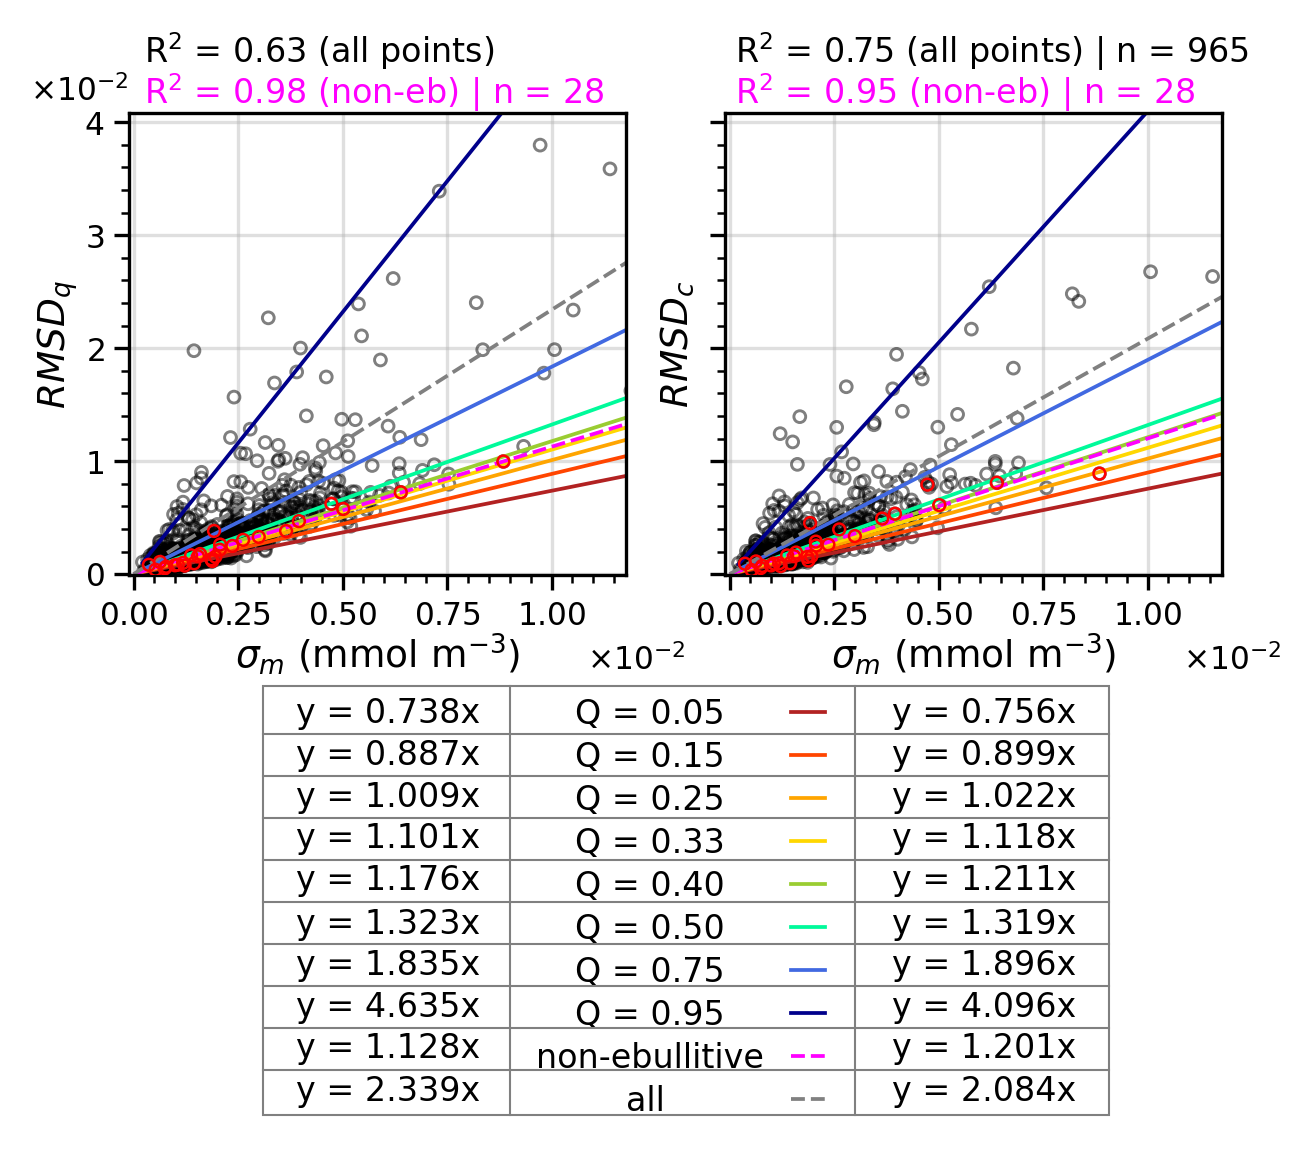 R² = 0.63 (all points)
R² = 0.98 (non-eb) | n = 28
×10⁻²
R² = 0.75 (all points) | n = 965
R² = 0.95 (non-eb) | n = 28
4
3
2
1
0
RMSD_q
RMSD_c
0.00 0.25 0.50 0.75 1.00
0.00 0.25 0.50 0.75 1.00
σ_m (mmol m⁻³) ×10⁻²
σ_m (mmol m⁻³) ×10⁻²
y = 0.738x Q = 0.05 y = 0.756x
y = 0.887x Q = 0.15 y = 0.899x
y = 1.009x Q = 0.25 y = 1.022x
y = 1.101x Q = 0.33 y = 1.118x
y = 1.176x Q = 0.40 y = 1.211x
y = 1.323x Q = 0.50 y = 1.319x
y = 1.835x Q = 0.75 y = 1.896x
y = 4.635x Q = 0.95 y = 4.096x
y = 1.128x non-ebullitive y = 1.201x
y = 2.339x all y = 2.084x